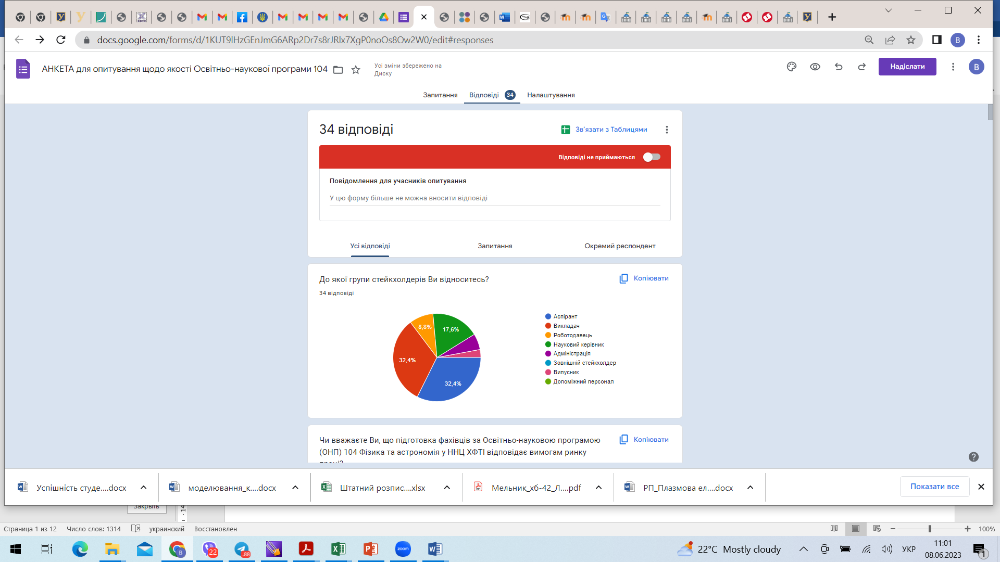 docs.google.com/forms/d/1KUT9lHzGEnJmG6ARp2Dr7s8rJRlx7XgP0noOs8Ow2W0/edit#responses
B
АНКЕТА для опитування щодо якості Освітньо-наукової програми 104
Усі зміни збережено на
Диску
Надіслати
B
Запитання
Відповіді 34
Налаштування
34 відповіді
Зв’язати з Таблицями
Відповіді не приймаються
Повідомлення для учасників опитування
У цю форму більше не можна вносити відповіді
Усі відповіді
Запитання
Окремий респондент
До якої групи стейкхолдерів Ви відноситесь?
Копіювати
34 відповіді
8,8%
17,6%
32,4%
32,4%
Аспірант
Викладач
Роботодавець
Науковий керівник
Адміністрація
Зовнішній стейкхолдер
Випусник
Допоміжний персонал
Чи вважаєте Ви, що підготовка фахівців за Освітньо-науковою програмою
Копіювати
(ОНП) 104 Фізика та астрономія у ННЦ ХФТІ відповідає вимогам ринку
праці?
Успішність студе....docx
моделювання_к....docx
Штатний розпис....xlsx
Мельник_хб-42_Л....pdf
РП_Плазмова ел....docx
Показати все
Закрыть
Страница 1 из 12
Число слов: 1314
украинский
Восстановлен
100%
22
..88
zoom
22°C Mostly cloudy
УКР
11:01
08.06.2023
1